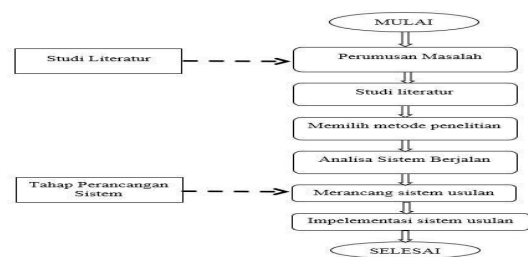 MULAI
Studi Literatur
Perumusan Masalah
Studi literatur
Memilih metode penelitian
Analisa Sistem Berjalan
Tahap Perancangan
Sistem
Merancang sistem usulan
Impelementasi sistem usulan
SELESAI